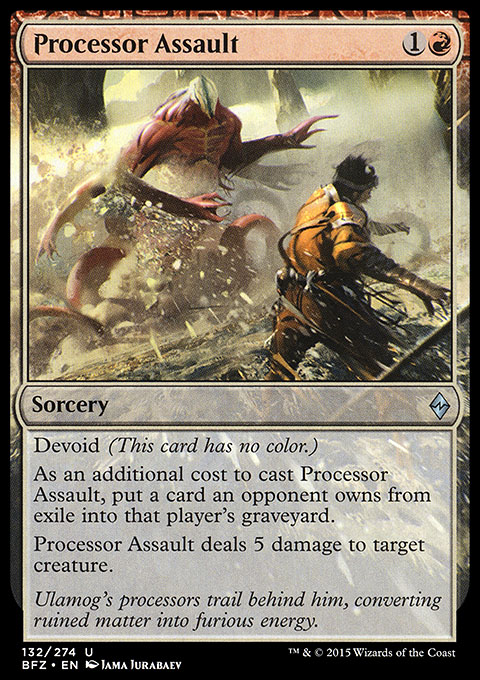 Processor Assault 1
Sorcery
Devoid (This card has no color.)
As an additional cost to cast Processor
Assault, put a card an opponent owns from
exile into that player's graveyard.
Processor Assault deals 5 damage to target
creature.
Ulamog's processors trail behind him, converting
ruined matter into furious energy.
132/274 U
BFZ • EN Jama Jurabaev
™ & © 2015 Wizards of the Coast